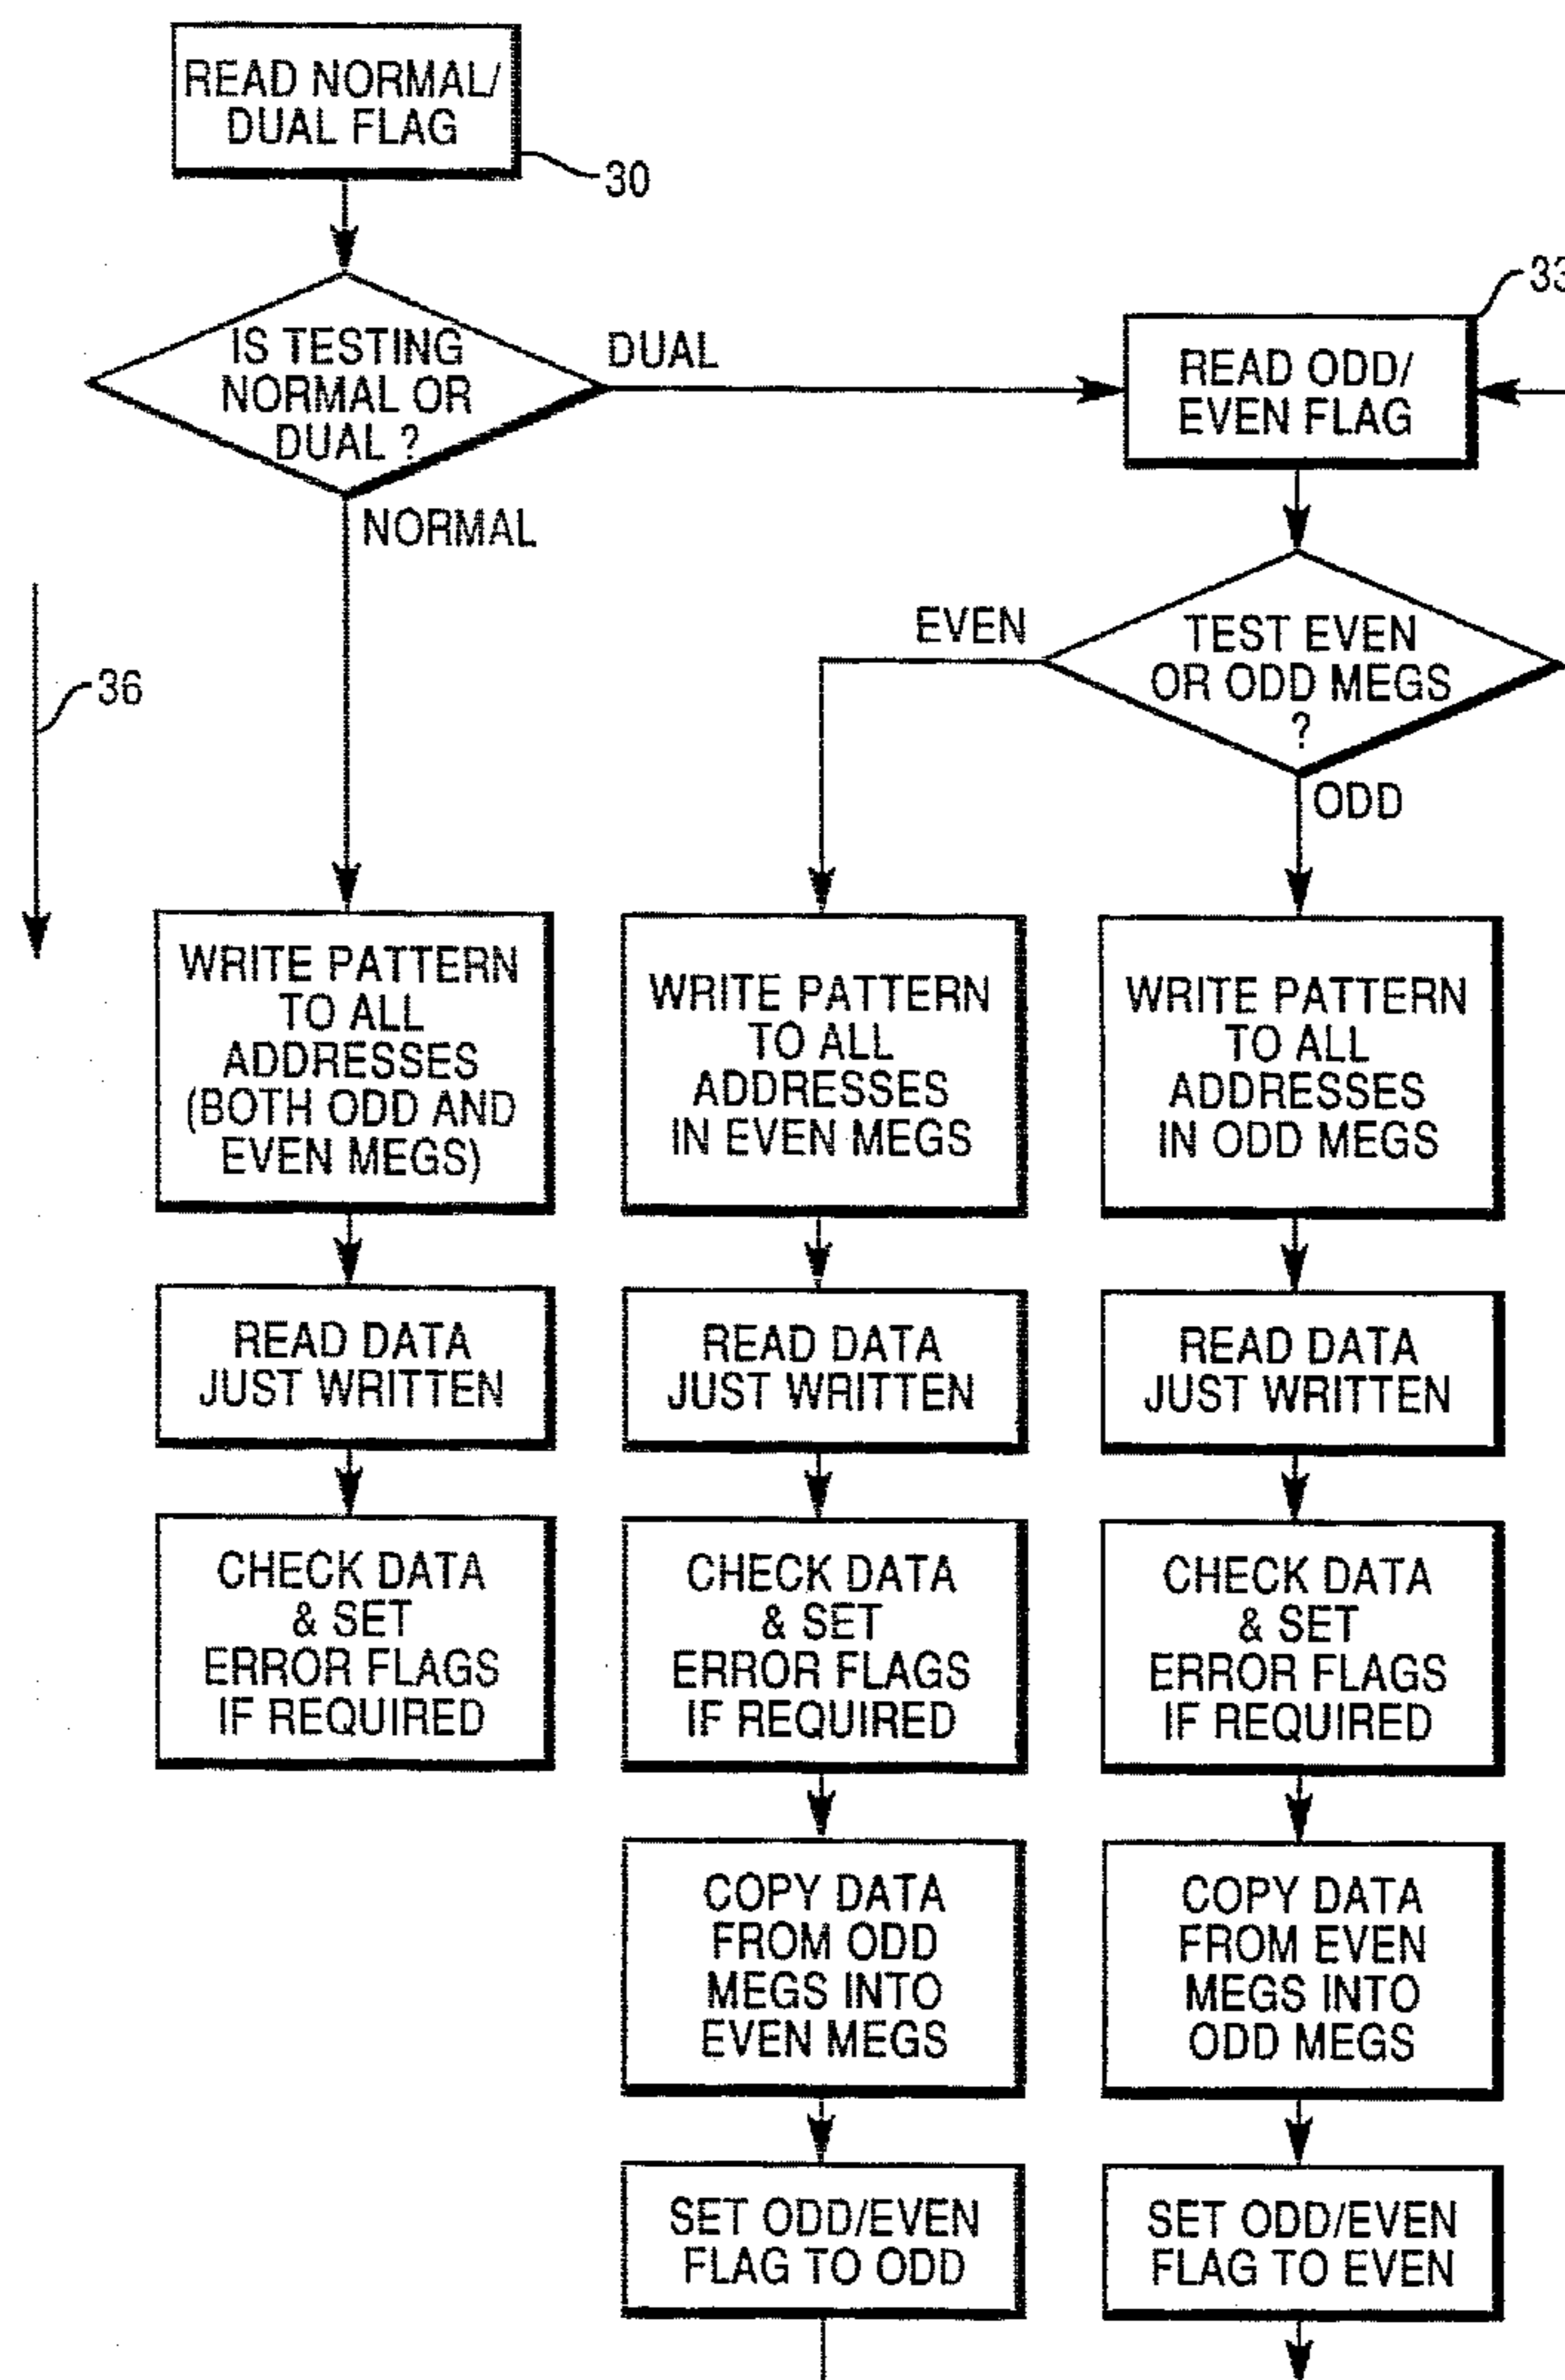 READ NORMAL/
DUAL FLAG
30
IS TESTING
NORMAL OR
DUAL ?
DUAL
NORMAL
33
READ ODD/
EVEN FLAG
TEST EVEN
OR ODD MEGS
?
EVEN
ODD
36
WRITE PATTERN
TO ALL
ADDRESSES
(BOTH ODD AND
EVEN MEGS)
READ DATA
JUST WRITTEN
CHECK DATA
& SET
ERROR FLAGS
IF REQUIRED
WRITE PATTERN
TO ALL
ADDRESSES
IN EVEN MEGS
READ DATA
JUST WRITTEN
CHECK DATA
& SET
ERROR FLAGS
IF REQUIRED
COPY DATA
FROM ODD
MEGS INTO
EVEN MEGS
SET ODD/EVEN
FLAG TO ODD
WRITE PATTERN
TO ALL
ADDRESSES
IN ODD MEGS
READ DATA
JUST WRITTEN
CHECK DATA
& SET
ERROR FLAGS
IF REQUIRED
COPY DATA
FROM EVEN
MEGS INTO
ODD MEGS
SET ODD/EVEN
FLAG TO EVEN